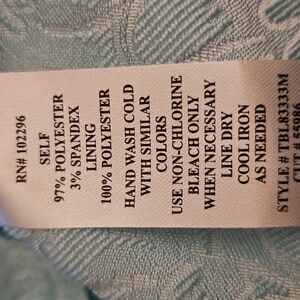 RN# 102296
SELF
97% POLYESTER
3% SPANDEX
LINING
100% POLYESTER
HAND WASH COLD
WITH SIMILAR
COLORS
USE NON-CHLORINE
BLEACH ONLY
WHEN NECESSARY
LINE DRY
COOL IRON
AS NEEDED
STYLE # TBL83333M